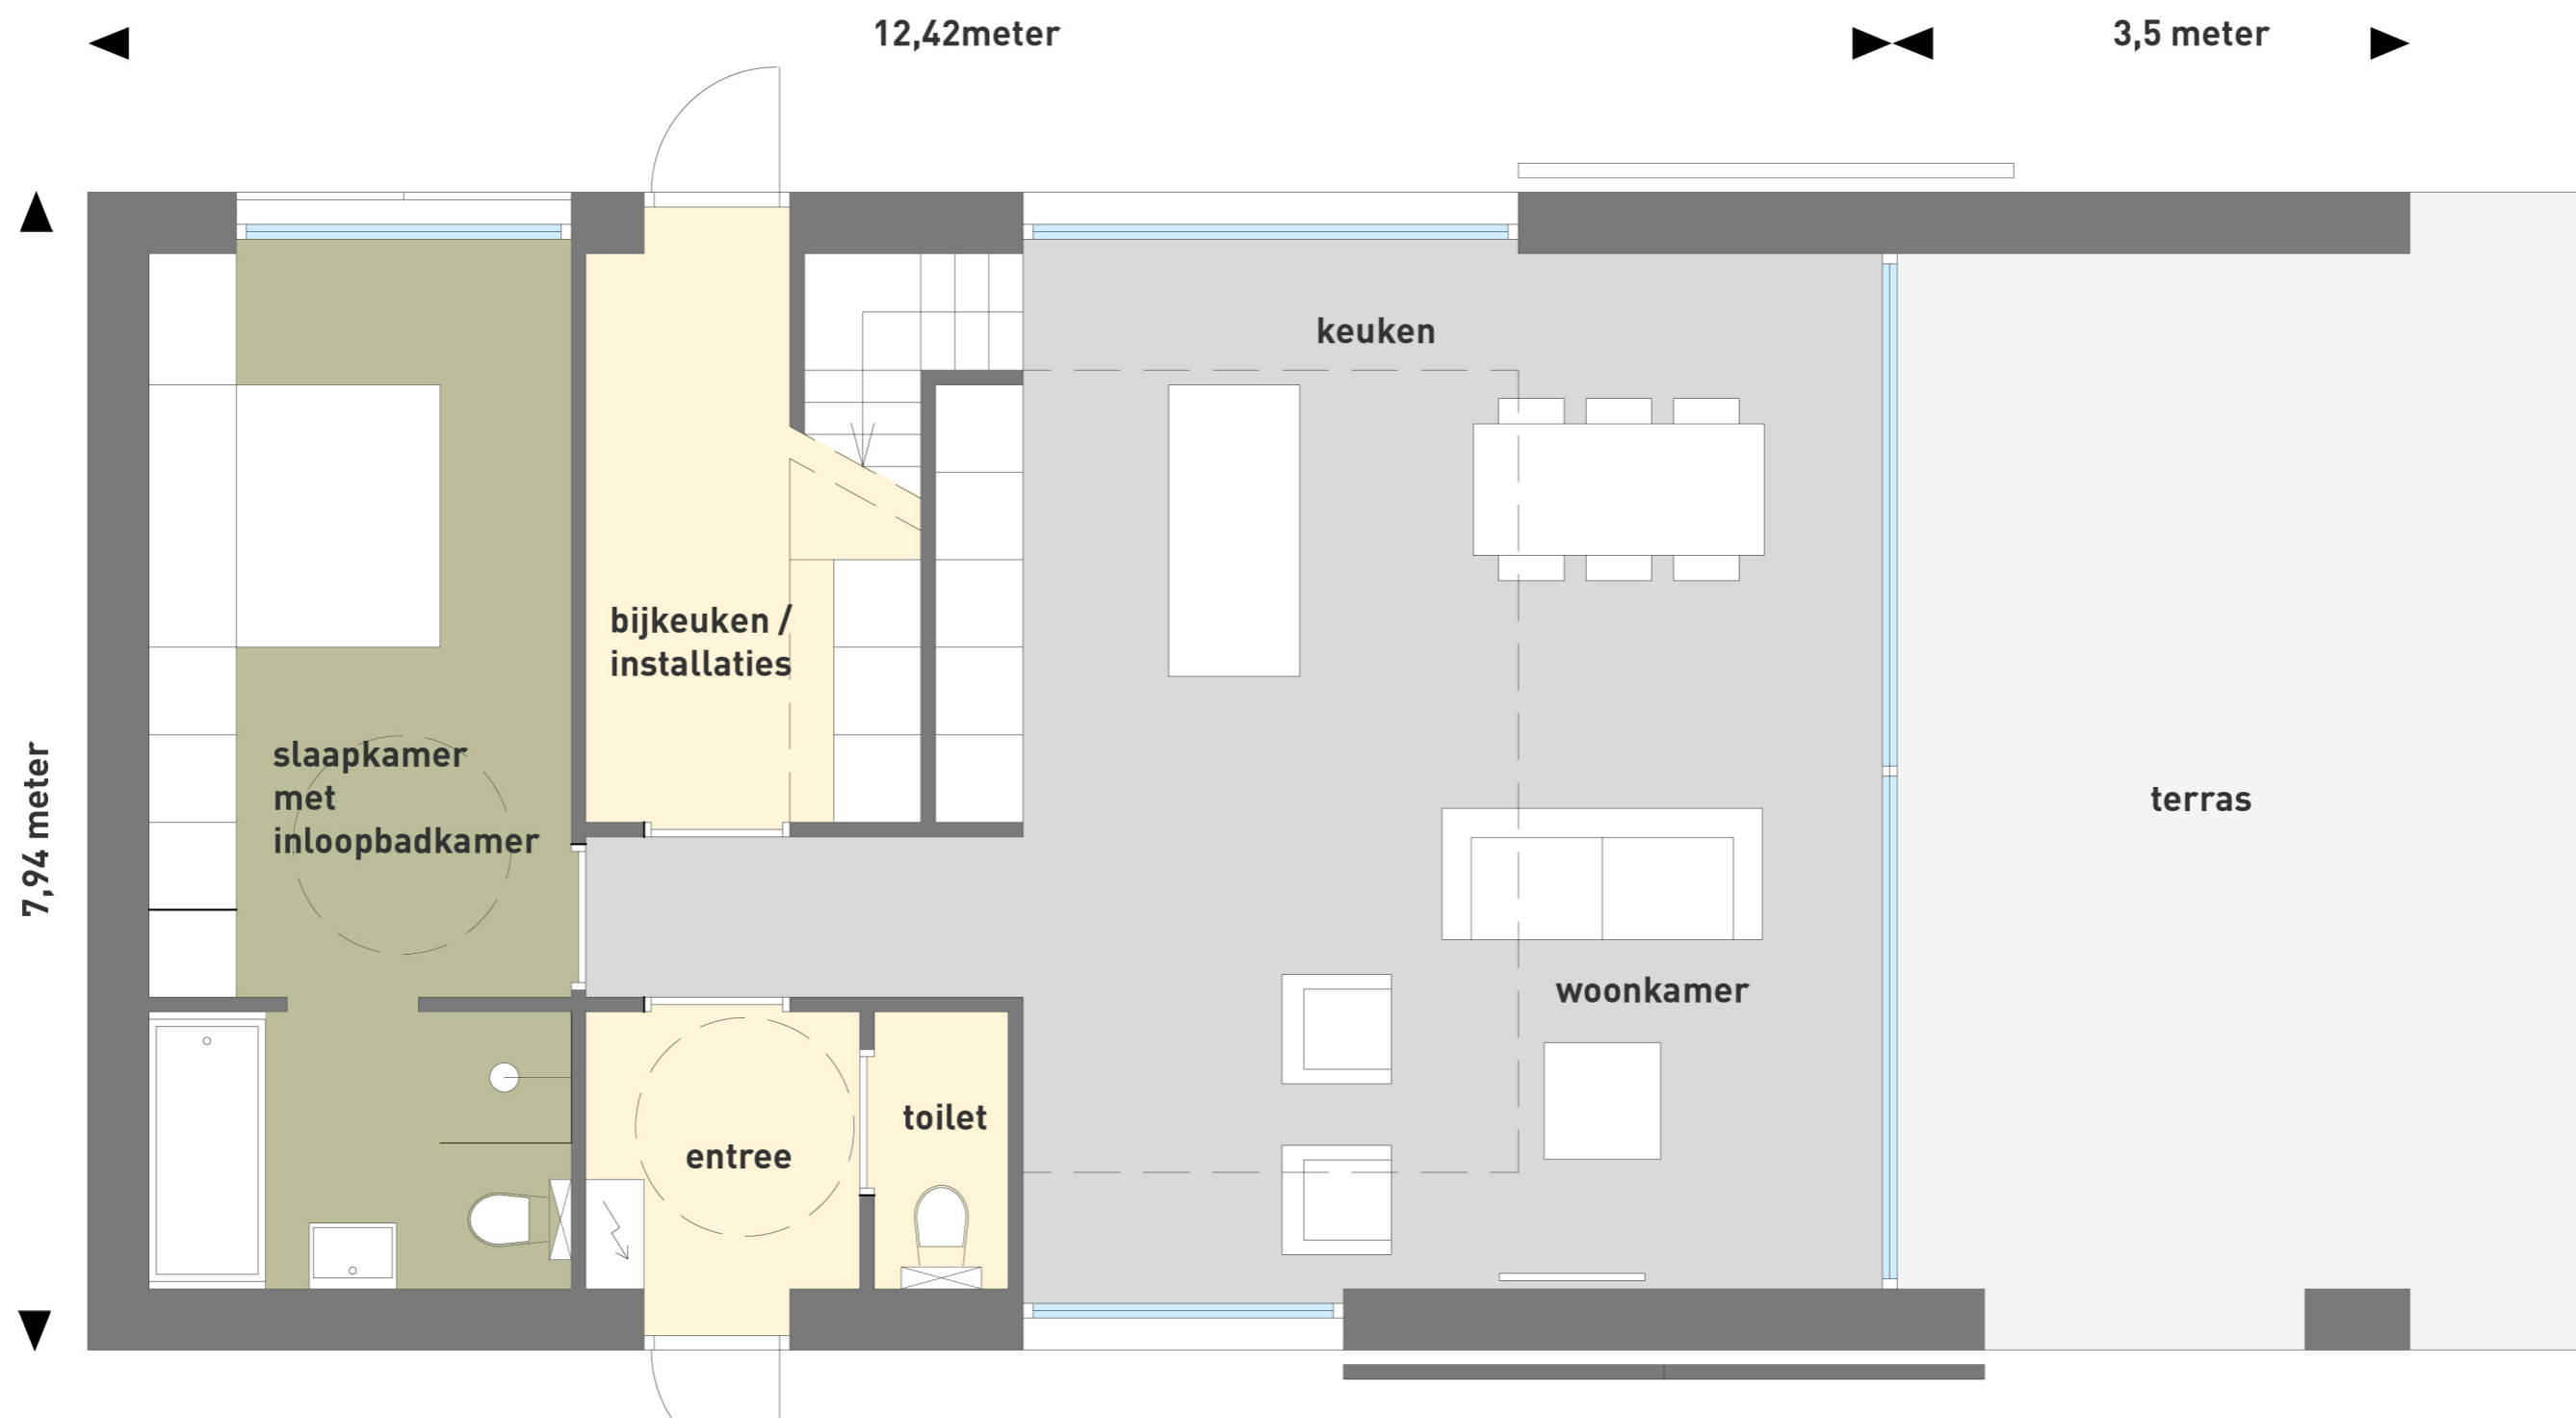 12,42meter
3,5 meter
keuken
bijkeuken /
installaties
slaapkamer
met
inloopbadkamer
7,94 meter
terras
woonkamer
toilet
entree